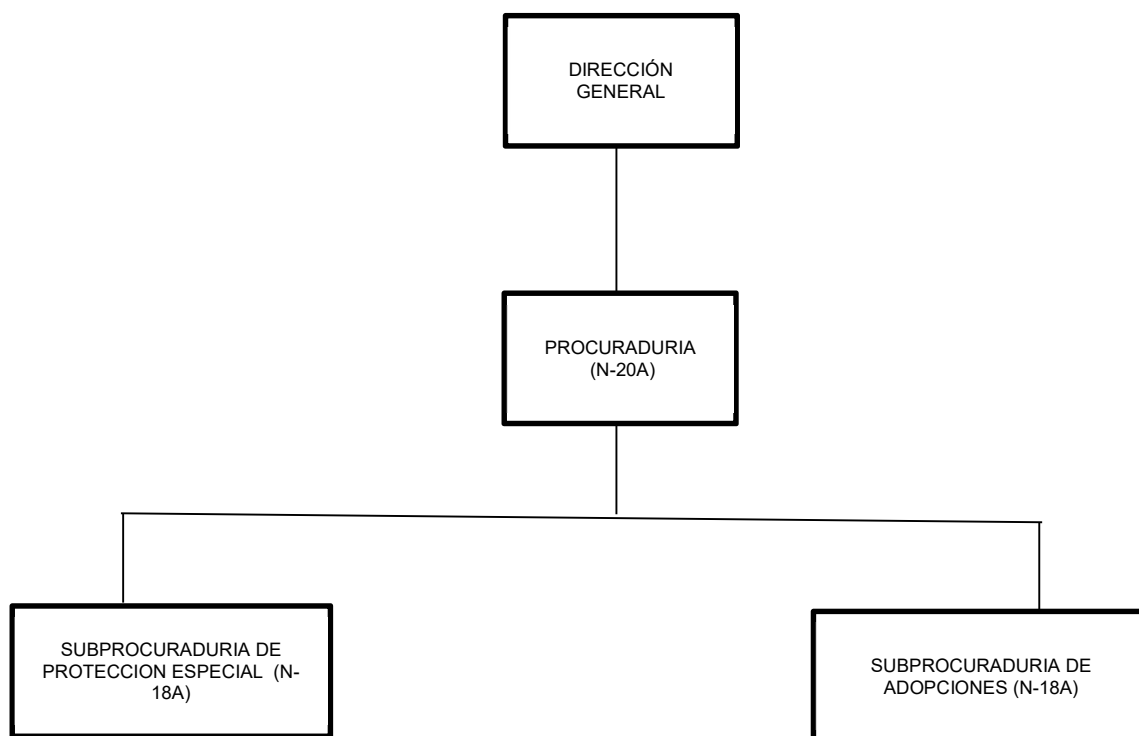 DIRECCIÓN
GENERAL
PROCURADURIA
(N-20A)
SUBPROCURADURIA DE
PROTECCION ESPECIAL (N-
18A)
SUBPROCURADURIA DE
ADOPCIONES (N-18A)